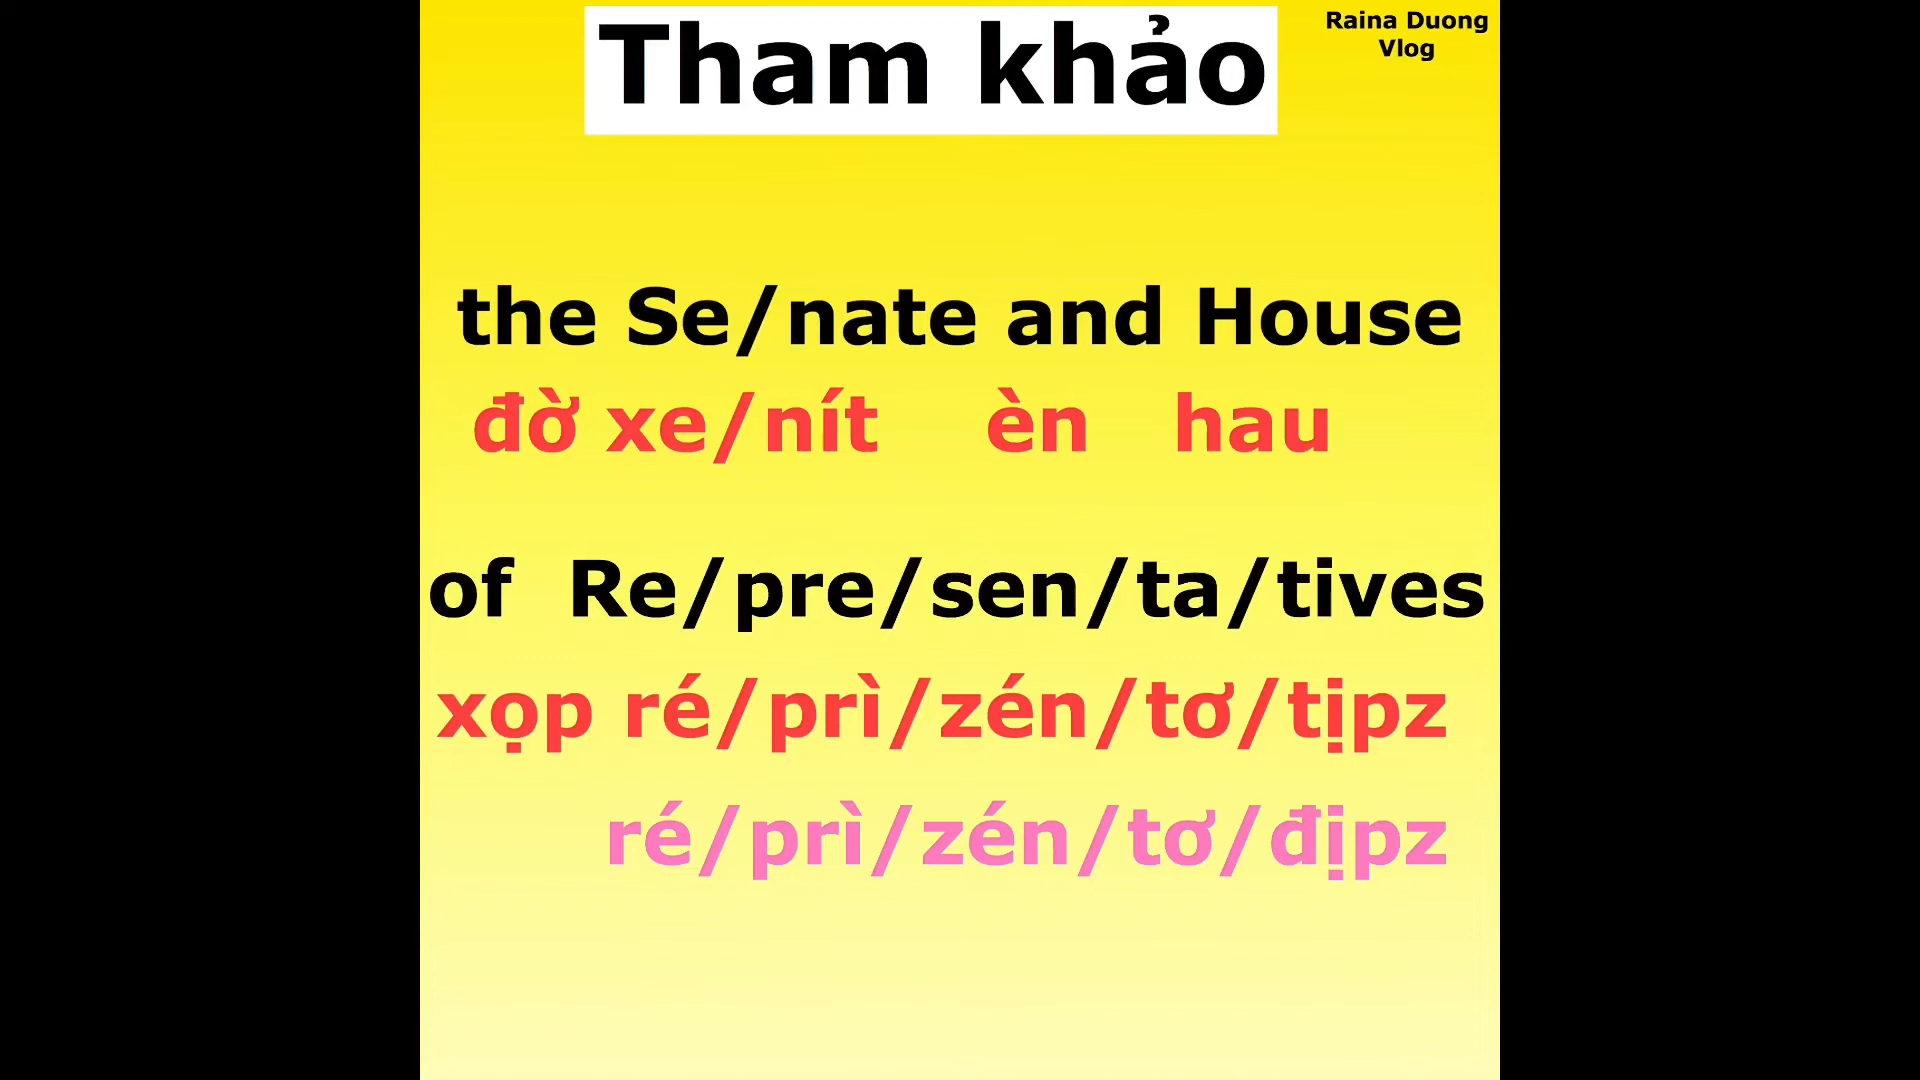 Tham khảo
Raina Duong
Vlog
the Se/nate and House
đờ xe/nít èn hau
of Re/pre/sen/ta/tives
xọp ré/prì/zén/tơ/tịpz
ré/prì/zén/tơ/địpz